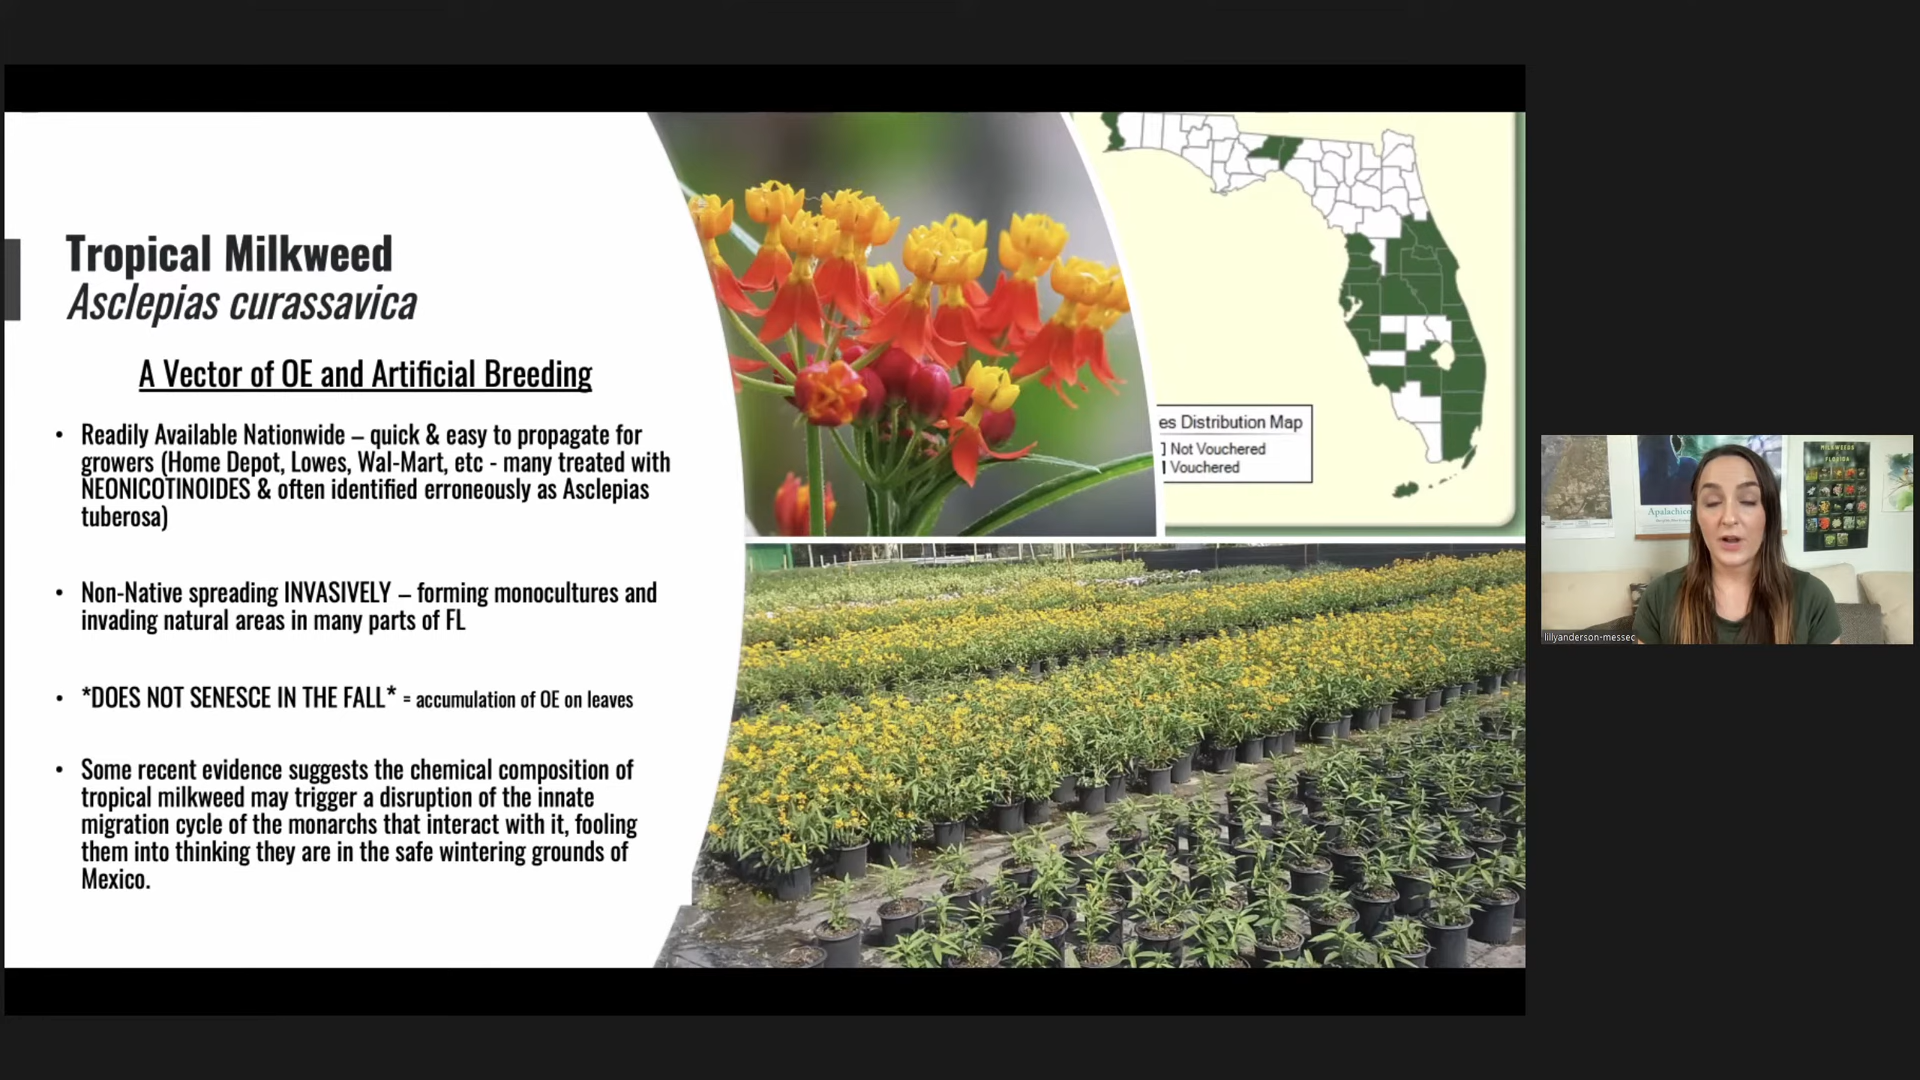 Tropical Milkweed
Asclepias curassavica
A Vector of OE and Artificial Breeding
• Readily Available Nationwide – quick & easy to propagate for
growers (Home Depot, Lowes, Wal-Mart, etc - many treated with
NEONICOTINOIDES & often identified erroneously as Asclepias
tuberosa)
• Non-Native spreading INVASIVELY – forming monocultures and
invading natural areas in many parts of FL
• *DOES NOT SENESCE IN THE FALL* = accumulation of OE on leaves
• Some recent evidence suggests the chemical composition of
tropical milkweed may trigger a disruption of the innate
migration cycle of the monarchs that interact with it, fooling
them into thinking they are in the safe wintering grounds of
Mexico.
es Distribution Map
Not Vouchered
Vouchered
Apalachic
MILKWEEDS
FLORIDA
lillyanderson-messec